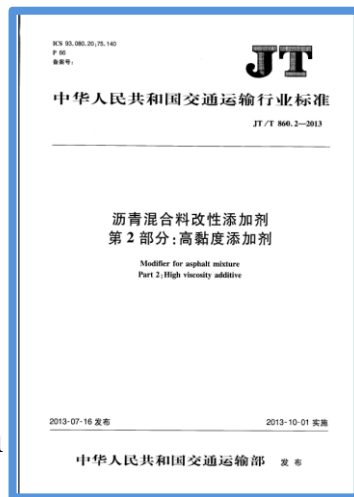 ICS 93.080.20;75.140
P 66
备案号:
JT
中华人民共和国交通运输行业标准
JT/T 860.2—2013
沥青混合料改性添加剂
第2部分:高黏度添加剂
Modifier for asphalt mixture
Part 2:High viscosity additive
2013-07-16 发布
2013-10-01 实施
中华人民共和国交通运输部 发布